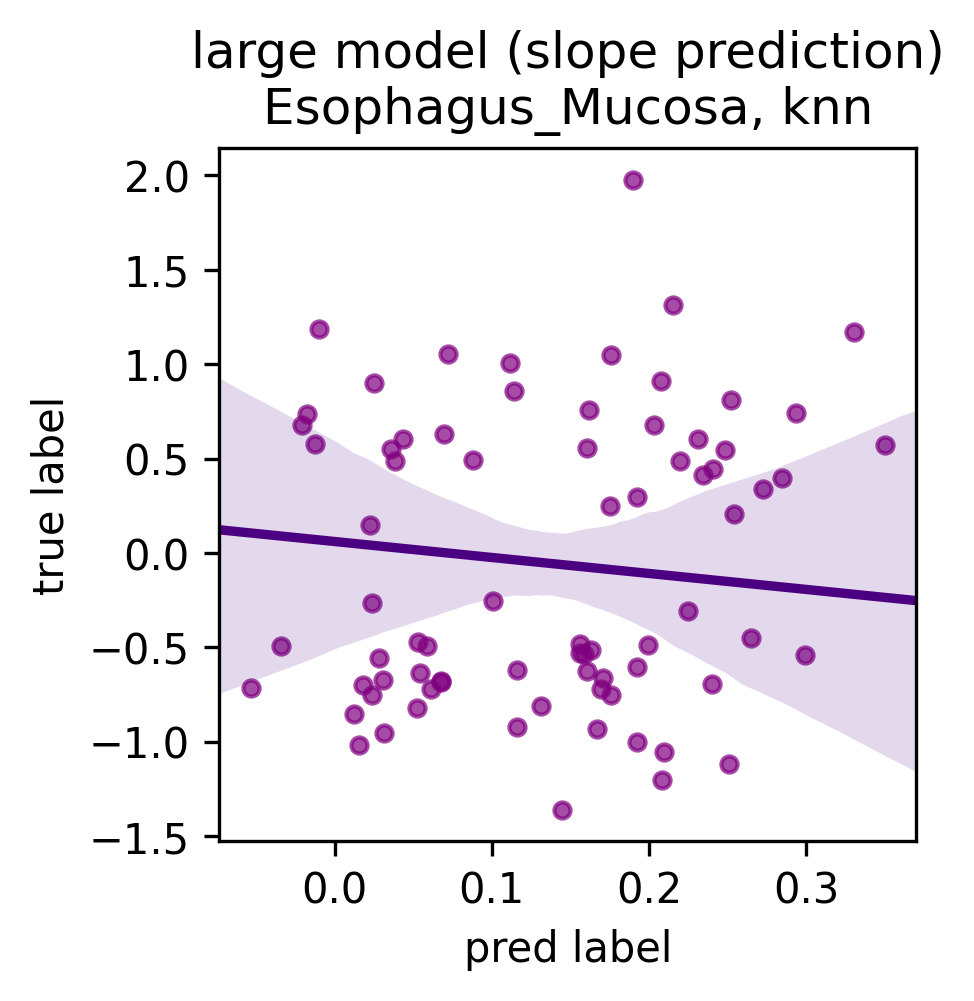 large model (slope prediction)
Esophagus_Mucosa, knn
2.0
1.5
1.0
0.5
0.0
−0.5
−1.0
−1.5
true label
0.0 0.1 0.2 0.3
pred label